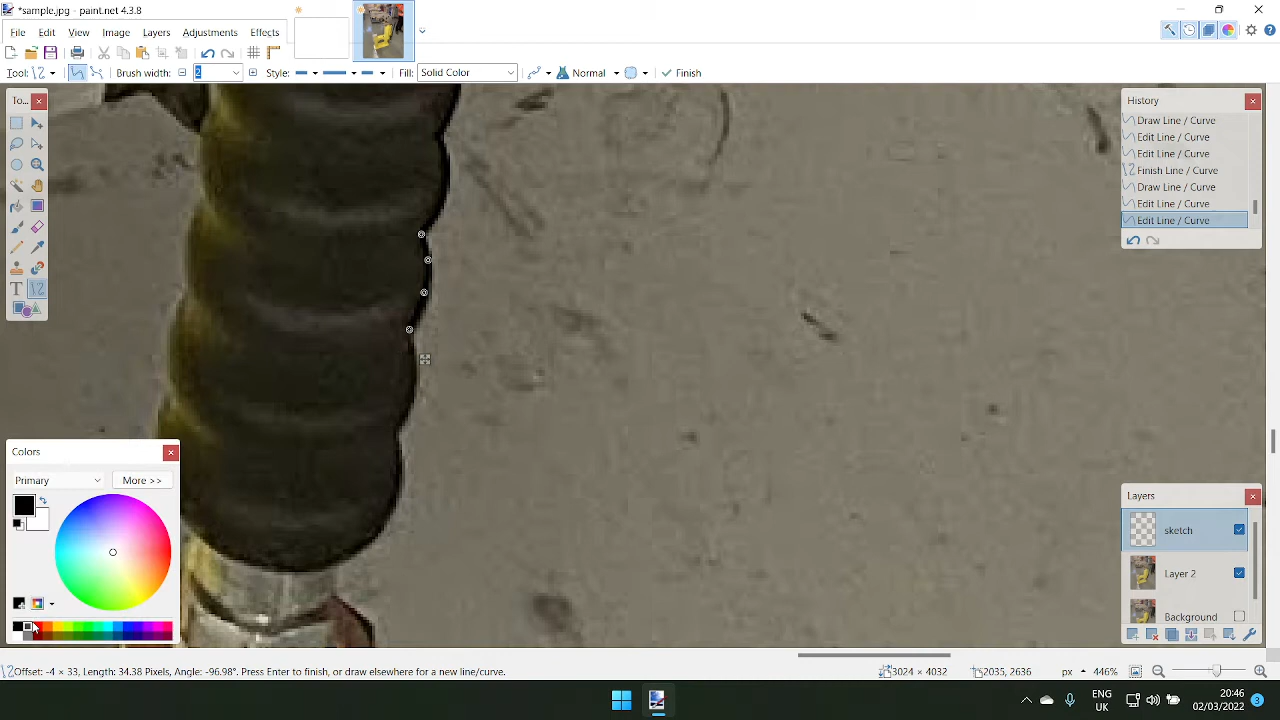 *sample.jpg - paint.net 4.3.8
File Edit View Image Layers Adjustments Effects
Tool: Brush width: 2 Style: Fill: Solid Color Normal Finish
To...
T
History
Draw Line / Curve
Edit Line / Curve
Edit Line / Curve
Finish Line / Curve
Draw Line / Curve
Edit Line / Curve
Edit Line / Curve
Colors
Primary More >>
Layers
sketch
Layer 2
Background
Offset: -4 × 33, Length: 34.38 Pixels, Angle: -96.98°. Press Enter to finish, or draw elsewhere for a new line/curve.
3024 × 4032 2035, 2636 px 446%
ENG
UK
20:46
02/03/2022
3